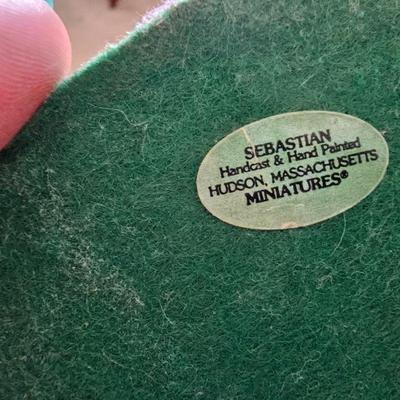 SEBASTIAN
Handcast & Hand Painted
HUDSON, MASSACHUSETTS
MINIATURES®